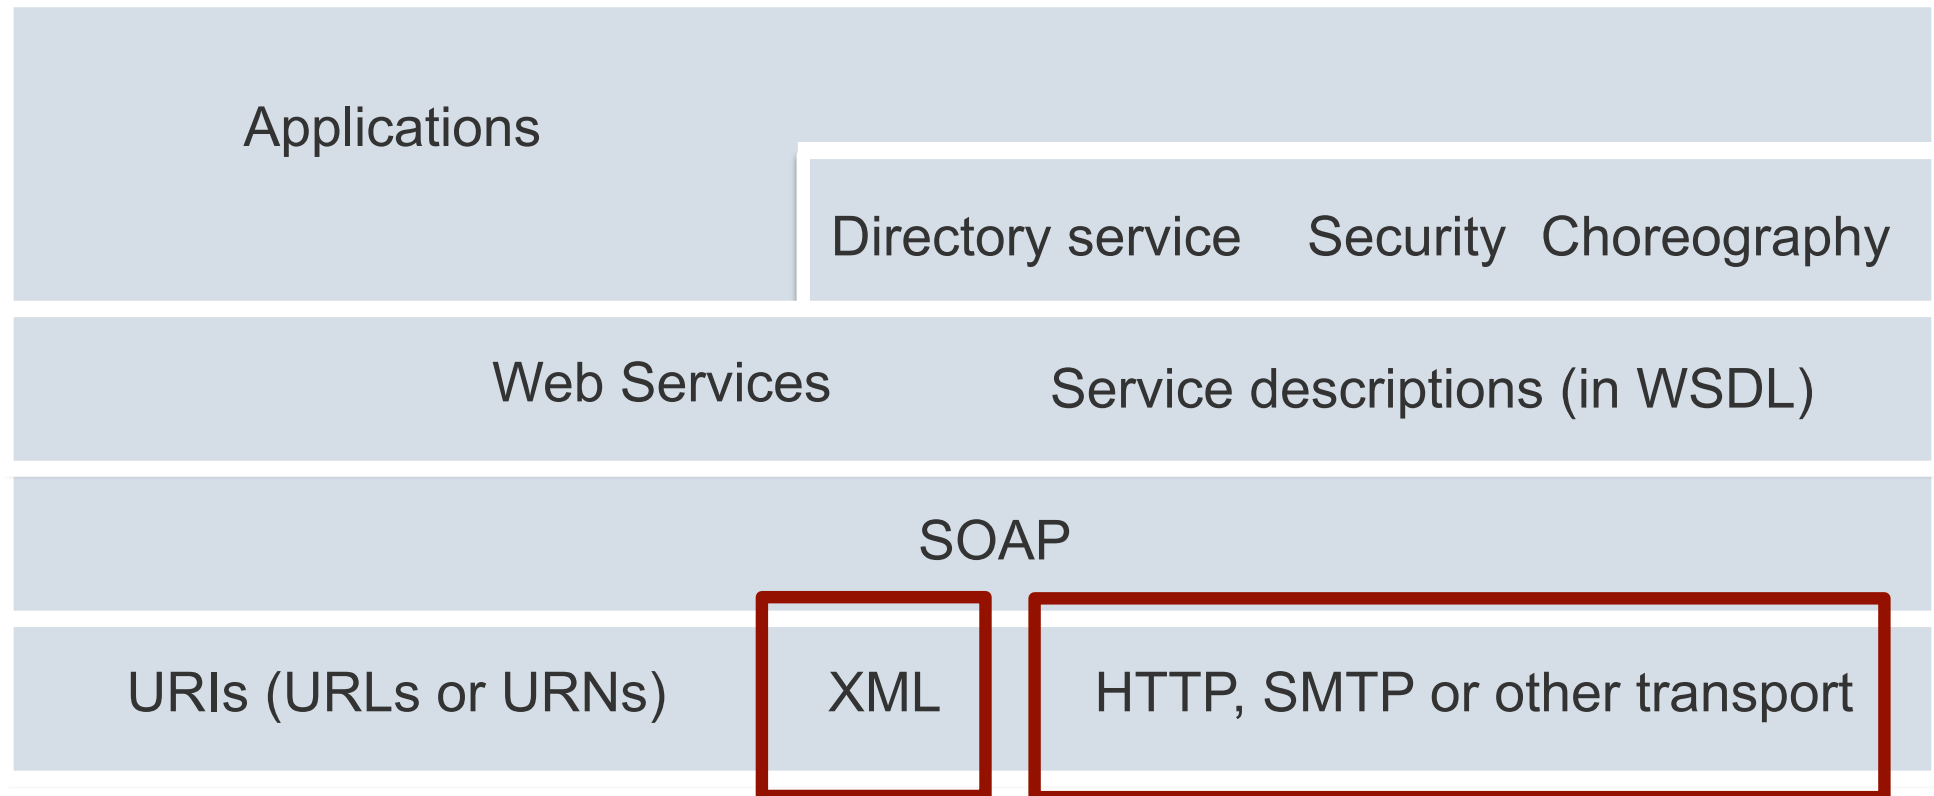 Applications
Directory service Security Choreography
Web Services Service descriptions (in WSDL)
SOAP
URIs (URLs or URNs) XML HTTP, SMTP or other transport